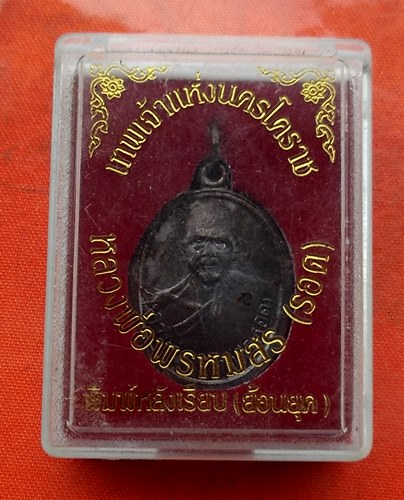 เทพเจ้าแห่งนครโคราช
หลวงพ่อพรหมสร (รอด)
พิมพ์หลังเรียบ (ย้อนยุค)